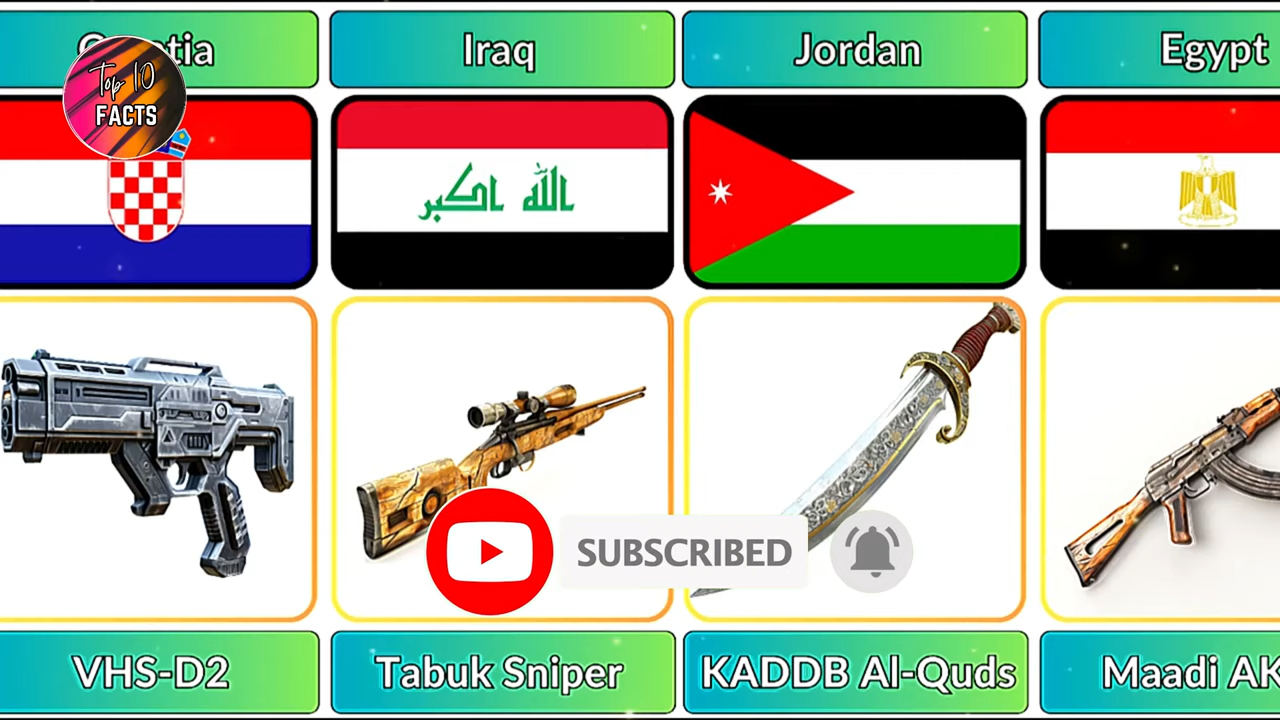 Iraq
Jordan
Egypt
Top 10
FACTS
الله اكبر
SUBSCRIBED
VHS-D2
Tabuk Sniper
KADDB Al-Quds
Maadi AK